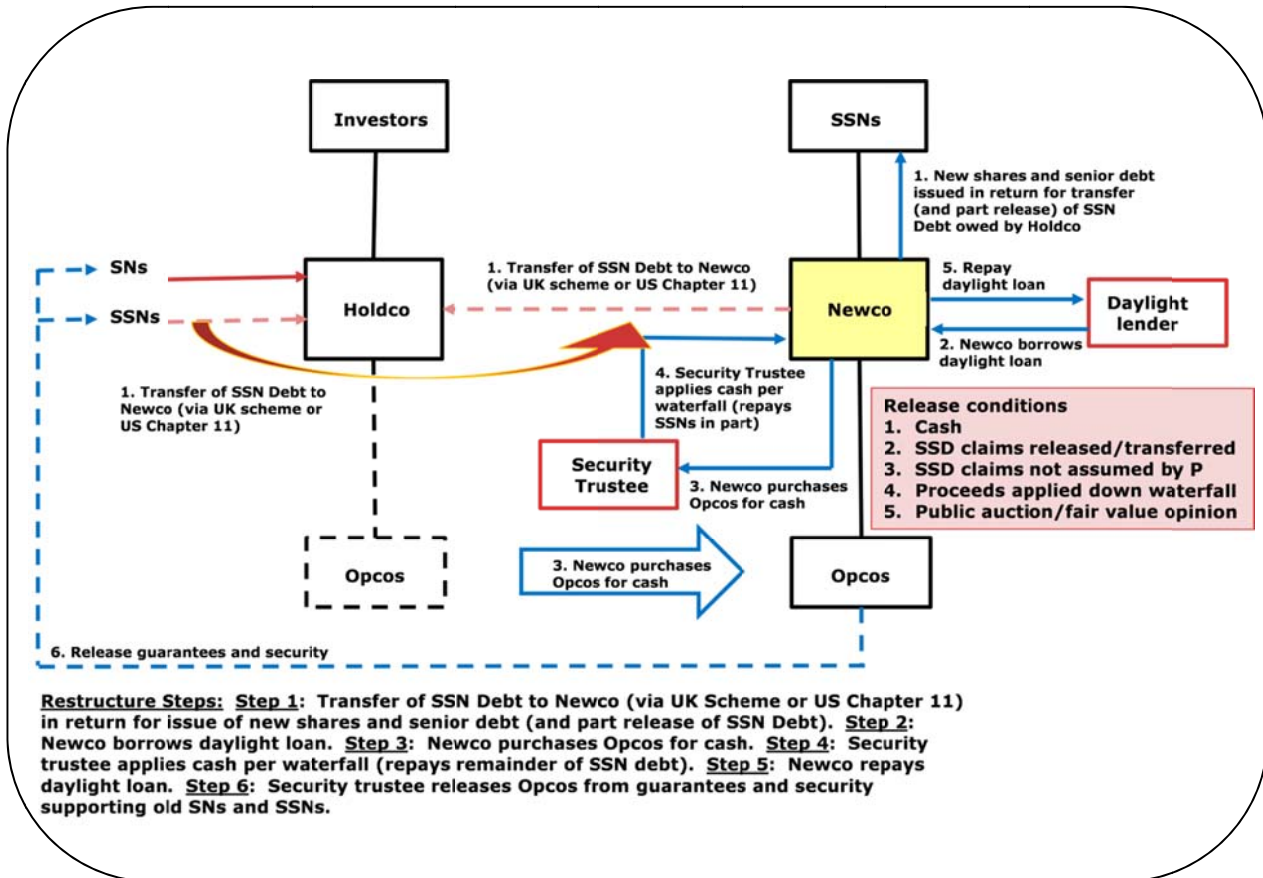 Investors
SSNs
1. New shares and senior debt
issued in return for transfer
(and part release) of SSN
Debt owed by Holdco
SNs
SSNs
Holdco
1. Transfer of SSN Debt to Newco
(via UK scheme or US Chapter 11)
Newco
5. Repay
daylight loan
Daylight
lender
2. Newco borrows
daylight loan
1. Transfer of SSN Debt to
Newco (via UK scheme or
US Chapter 11)
4. Security Trustee
applies cash per
waterfall (repays
SSNs in part)
Security
Trustee
3. Newco purchases
Opcos for cash
Release conditions
1. Cash
2. SSD claims released/transferred
3. SSD claims not assumed by P
4. Proceeds applied down waterfall
5. Public auction/fair value opinion
Opcos
3. Newco purchases
Opcos for cash
Opcos
6. Release guarantees and security
Restructure Steps: Step 1: Transfer of SSN Debt to Newco (via UK Scheme or US Chapter 11)
in return for issue of new shares and senior debt (and part release of SSN Debt). Step 2:
Newco borrows daylight loan. Step 3: Newco purchases Opcos for cash. Step 4: Security
trustee applies cash per waterfall (repays remainder of SSN debt). Step 5: Newco repays
daylight loan. Step 6: Security trustee releases Opcos from guarantees and security
supporting old SNs and SSNs.